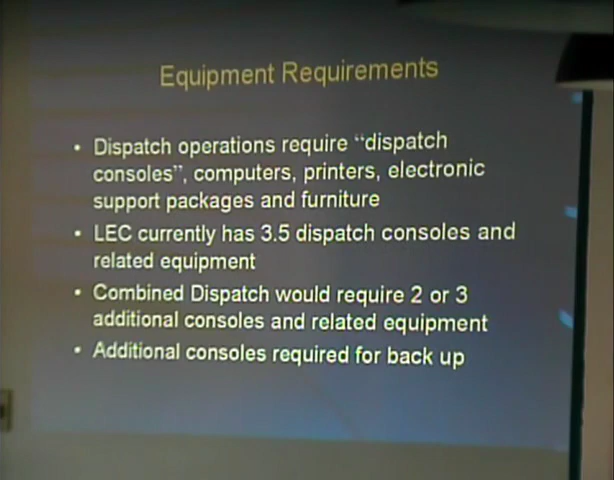 Equipment Requirements
• Dispatch operations require “dispatch
consoles”, computers, printers, electronic
support packages and furniture
• LEC currently has 3.5 dispatch consoles and
related equipment
• Combined Dispatch would require 2 or 3
additional consoles and related equipment
• Additional consoles required for back up